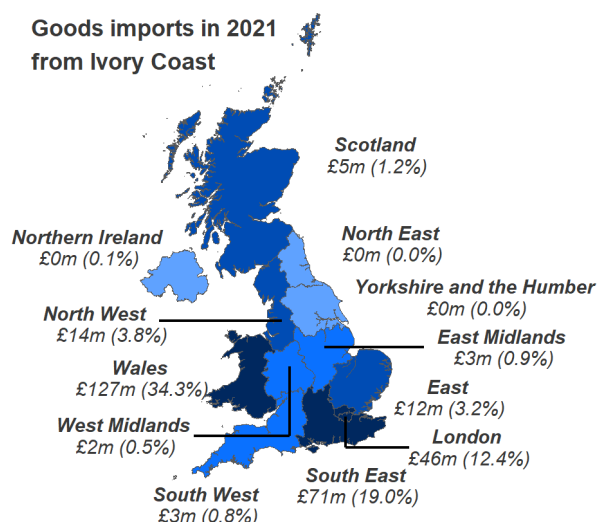 Goods imports in 2021
from Ivory Coast
Scotland
£5m (1.2%)
Northern Ireland
£0m (0.1%)
North East
£0m (0.0%)
Yorkshire and the Humber
£0m (0.0%)
North West
£14m (3.8%)
East Midlands
£3m (0.9%)
Wales
£127m (34.3%)
East
£12m (3.2%)
West Midlands
£2m (0.5%)
London
£46m (12.4%)
South East
£71m (19.0%)
South West
£3m (0.8%)